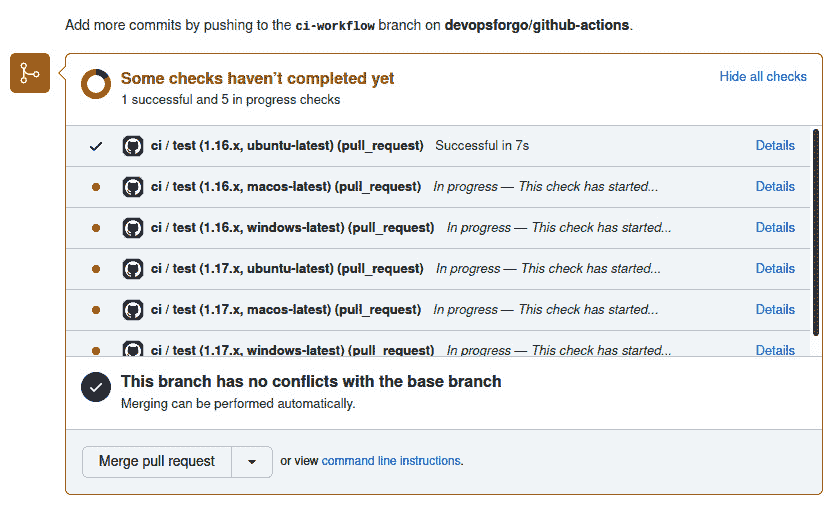 Add more commits by pushing to the ci-workflow branch on devopsforgo/github-actions.
Some checks haven't completed yet
Hide all checks
1 successful and 5 in progress checks
ci / test (1.16.x, ubuntu-latest) (pull_request) Successful in 7s Details
ci / test (1.16.x, macos-latest) (pull_request) In progress — This check has started... Details
ci / test (1.16.x, windows-latest) (pull_request) In progress — This check has started... Details
ci / test (1.17.x, ubuntu-latest) (pull_request) In progress — This check has started... Details
ci / test (1.17.x, macos-latest) (pull_request) In progress — This check has started... Details
ci / test (1.17.x, windows-latest) (pull_request) In progress — This check has started... Details
This branch has no conflicts with the base branch
Merging can be performed automatically.
Merge pull request or view command line instructions.